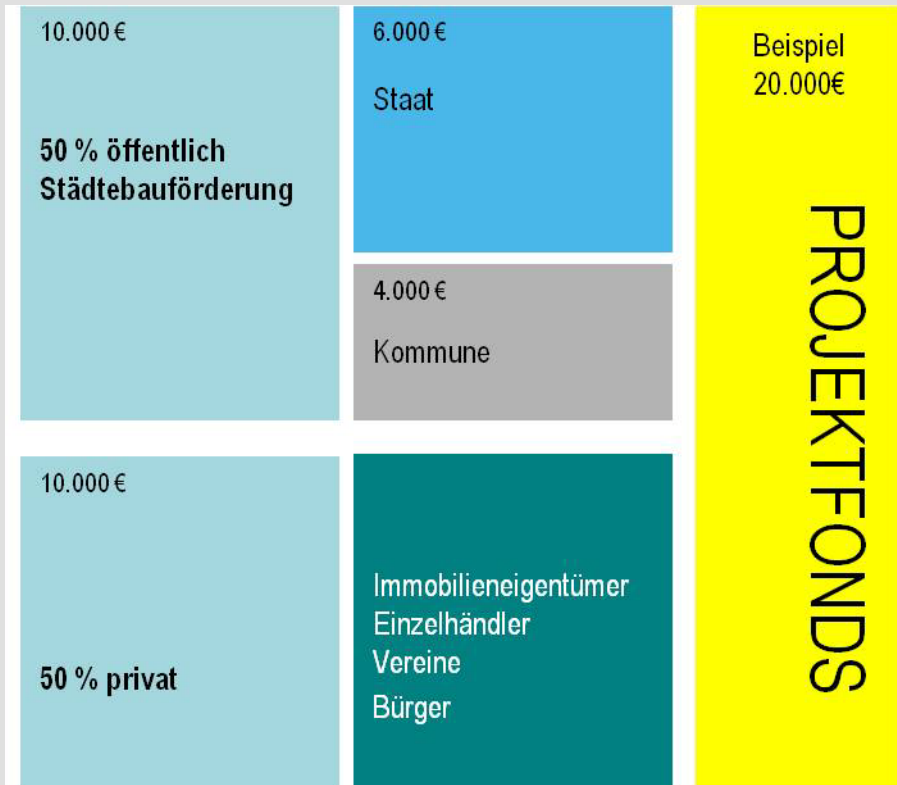 10.000 €
50 % öffentlich
Städtebauförderung
6.000 €
Staat
4.000 €
Kommune
10.000 €
50 % privat
Immobilieneigentümer
Einzelhändler
Vereine
Bürger
Beispiel
20.000€
PROJEKTFONDS